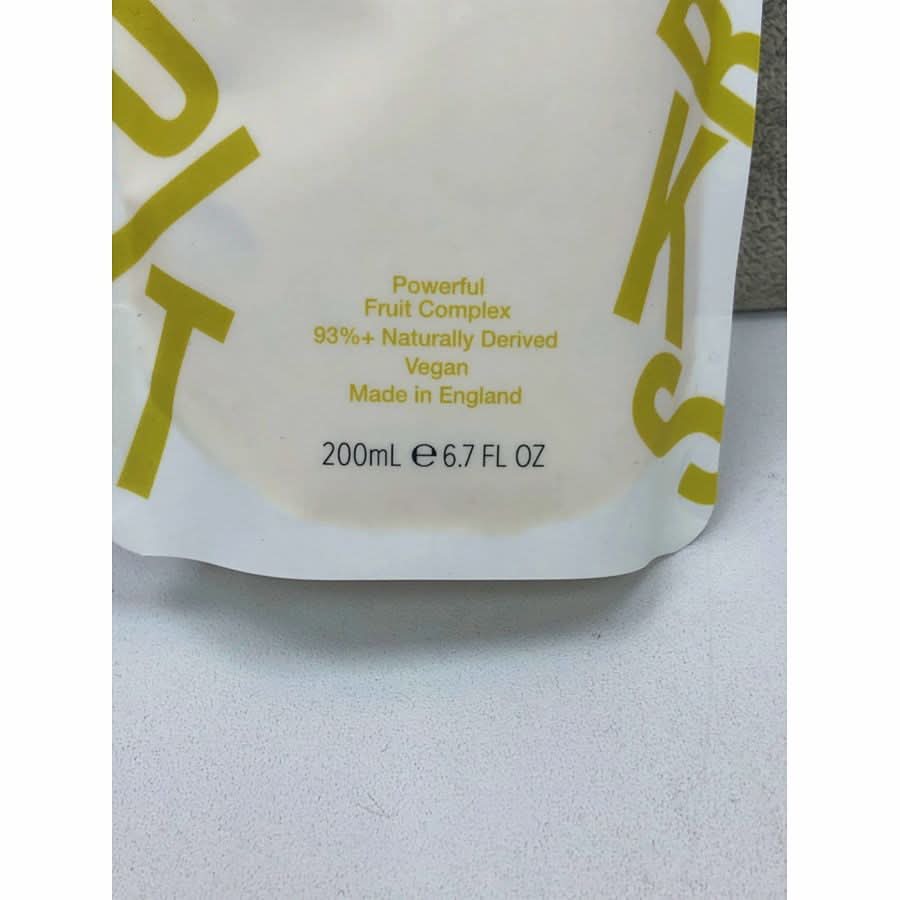 Powerful
Fruit Complex
93%+ Naturally Derived
Vegan
Made in England
200mL ℮ 6.7 FL OZ